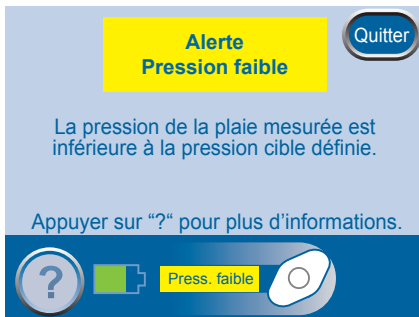 Alerte
Pression faible
Quitter
La pression de la plaie mesurée est
inférieure à la pression cible définie.
Appuyer sur “?“ pour plus d’informations.
?
Press. faible